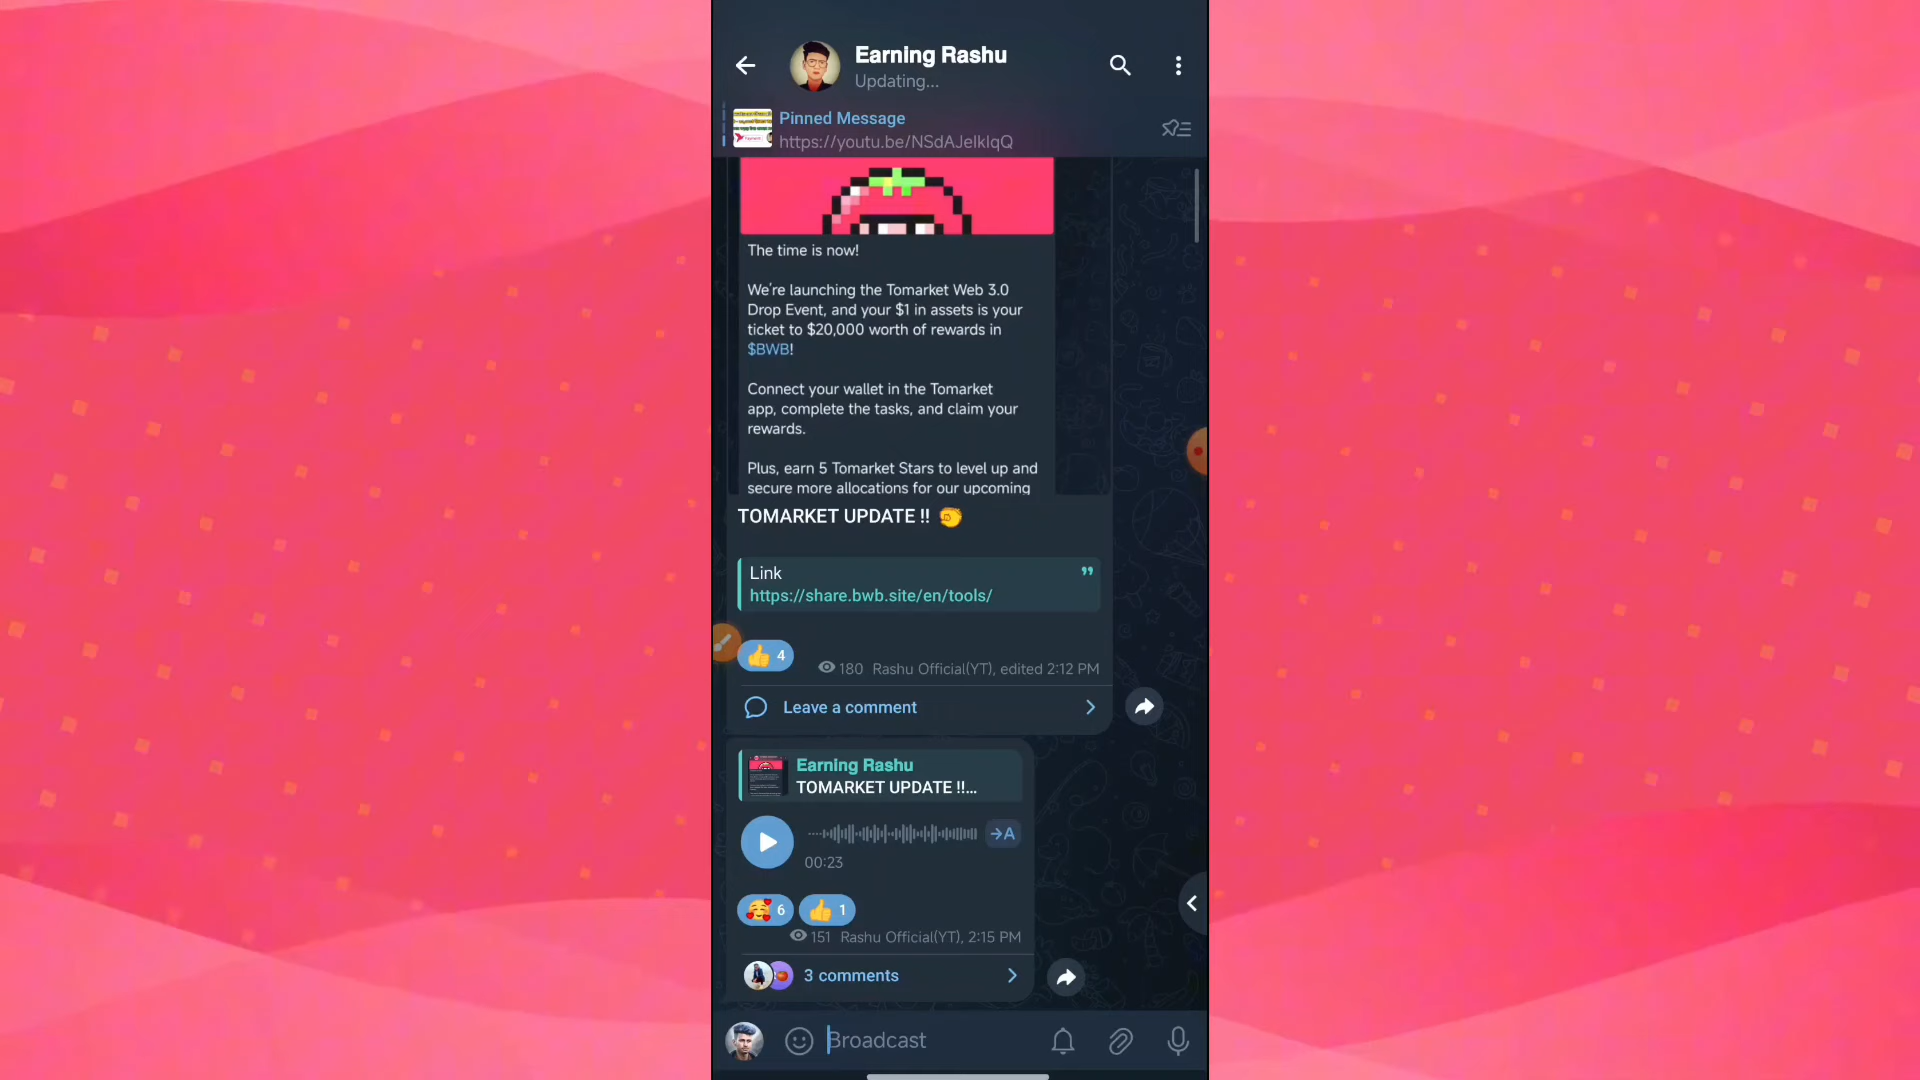 Earning Rashu
Updating...
Pinned Message
https://youtu.be/NSdAJelklqQ
The time is now!
We're launching the Tomarket Web 3.0
Drop Event, and your $1 in assets is your
ticket to $20,000 worth of rewards in
$BWB!
Connect your wallet in the Tomarket
app, complete the tasks, and claim your
rewards.
Plus, earn 5 Tomarket Stars to level up and
secure more allocations for our upcoming
TOMARKET UPDATE !! 🤏
Link
https://share.bwb.site/en/tools/
👍 4
180 Rashu Official(YT), edited 2:12 PM
Leave a comment
Earning Rashu
TOMARKET UPDATE !!...
→A
00:23
🥰 6 👍 1
151 Rashu Official(YT), 2:15 PM
3 comments
Broadcast